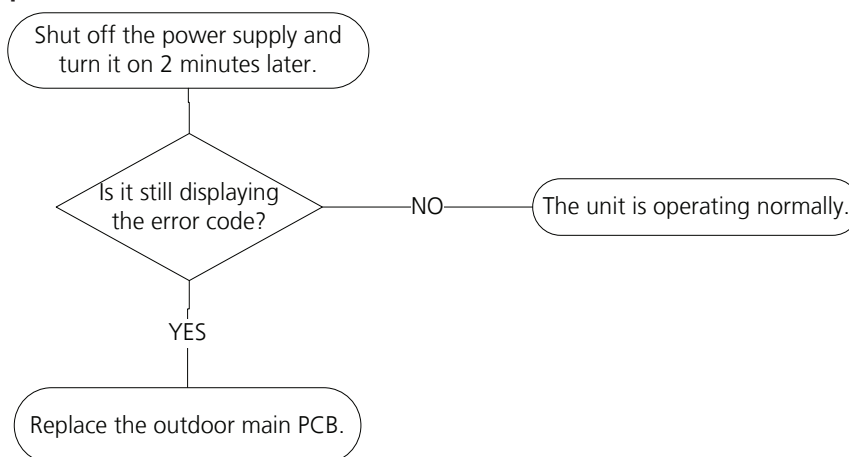 Shut off the power supply and
turn it on 2 minutes later.
Is it still displaying
the error code?
NO
The unit is operating normally.
YES
Replace the outdoor main PCB.